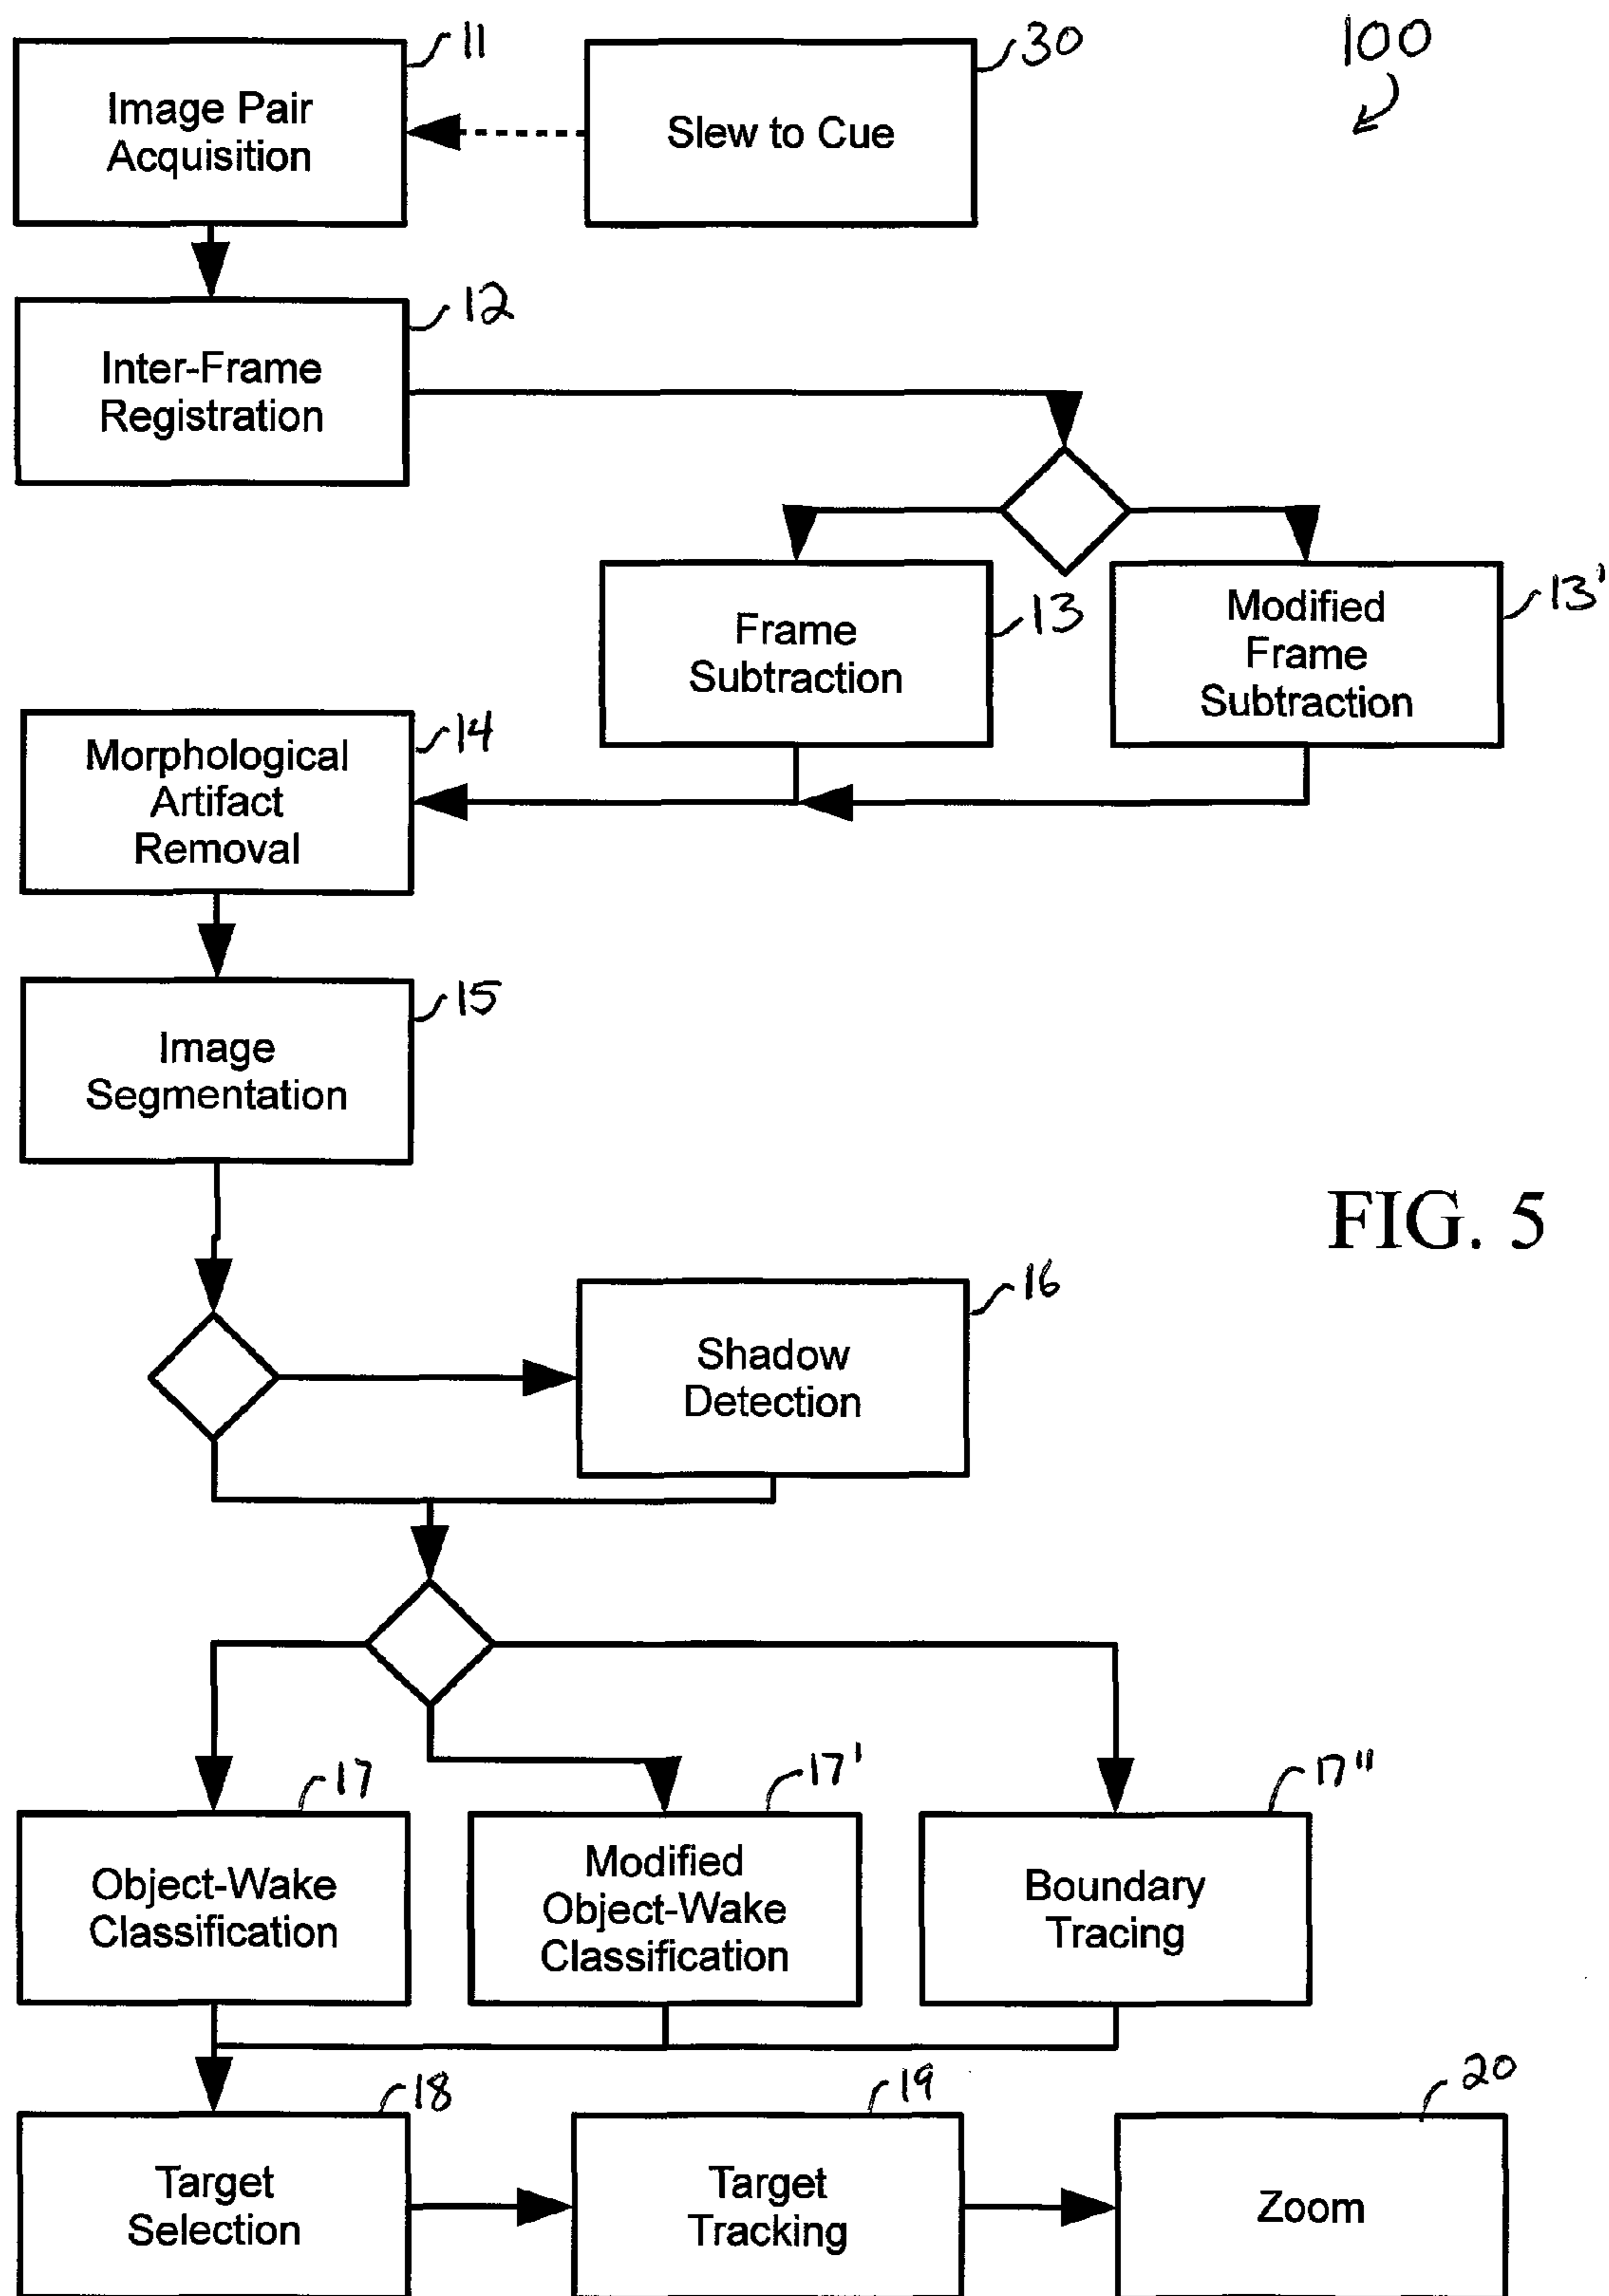 11
30
100
Image Pair
Acquisition
Slew to Cue
12
Inter-Frame
Registration
13
13'
Frame
Subtraction
Modified
Frame
Subtraction
14
Morphological
Artifact
Removal
15
Image
Segmentation
FIG. 5
16
Shadow
Detection
17
17'
17"
Object-Wake
Classification
Modified
Object-Wake
Classification
Boundary
Tracing
18
19
20
Target
Selection
Target
Tracking
Zoom